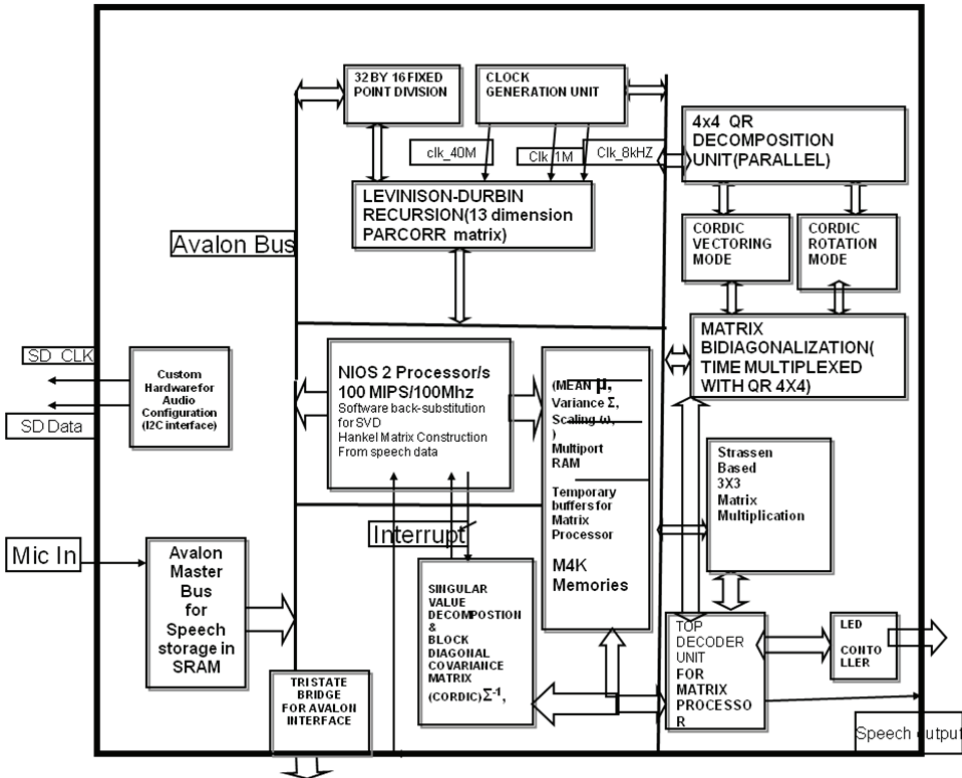 32 BY 16 FIXED
POINT DIVISION
CLOCK
GENERATION UNIT
clk_40M
Clk_1M
Clk_8kHZ
4x4 QR
DECOMPOSITION
UNIT(PARALLEL)
LEVINISON-DURBIN
RECURSION(13 dimension
PARCORR matrix)
CORDIC
VECTORING
MODE
CORDIC
ROTATION
MODE
Avalon Bus
MATRIX
BIDIAGONALIZATION(
TIME MULTIPLEXED
WITH QR 4X4)
SD_CLK
SD Data
Custom
Hardware for
Audio
Configuration
(I2C interface)
NIOS 2 Processor/s
100 MIPS/100Mhz
Software back-substitution
for SVD
Hankel Matrix Construction
From speech data
(MEAN μ,
Variance Σ,
Scaling ω,
)
Multiport
RAM
Temporary
buffers for
Matrix
Processor
M4K
Memories
Strassen
Based
3X3
Matrix
Multiplication
Interrupt
Mic In
Avalon
Master
Bus
for
Speech
storage in
SRAM
SINGULAR
VALUE
DECOMPOSTION
&
BLOCK
DIAGONAL
COVARIANCE
MATRIX
(CORDIC)Σ⁻¹,
TOP
DECODER
UNIT
FOR
MATRIX
PROCESSO
R
LED
CONTO
LLER
TRISTATE
BRIDGE
FOR AVALON
INTERFACE
Speech output